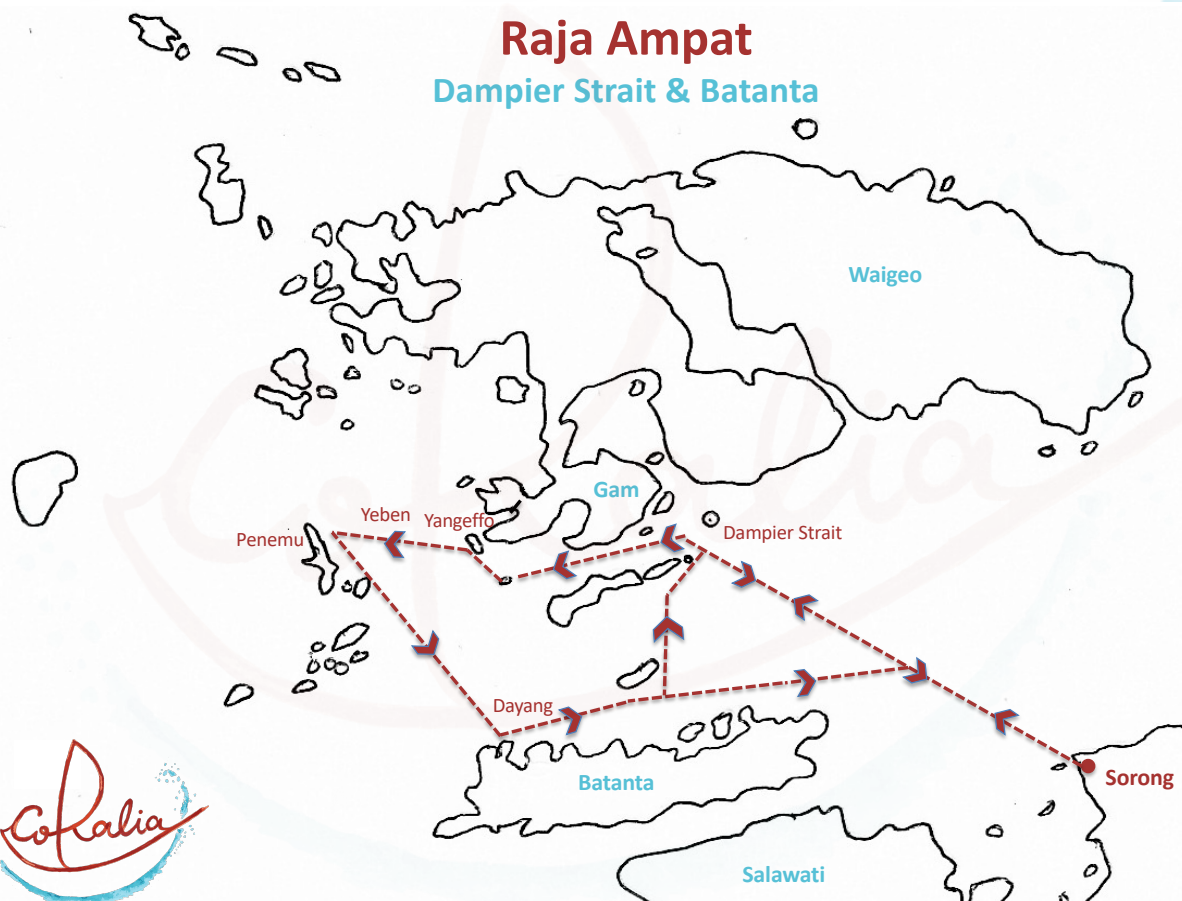 Raja Ampat
Dampier Strait & Batanta
Waigeo
Gam
Yeben
Yangeffo
Penemu
Dampier Strait
Dayang
Batanta
Sorong
Salawati
Coralia